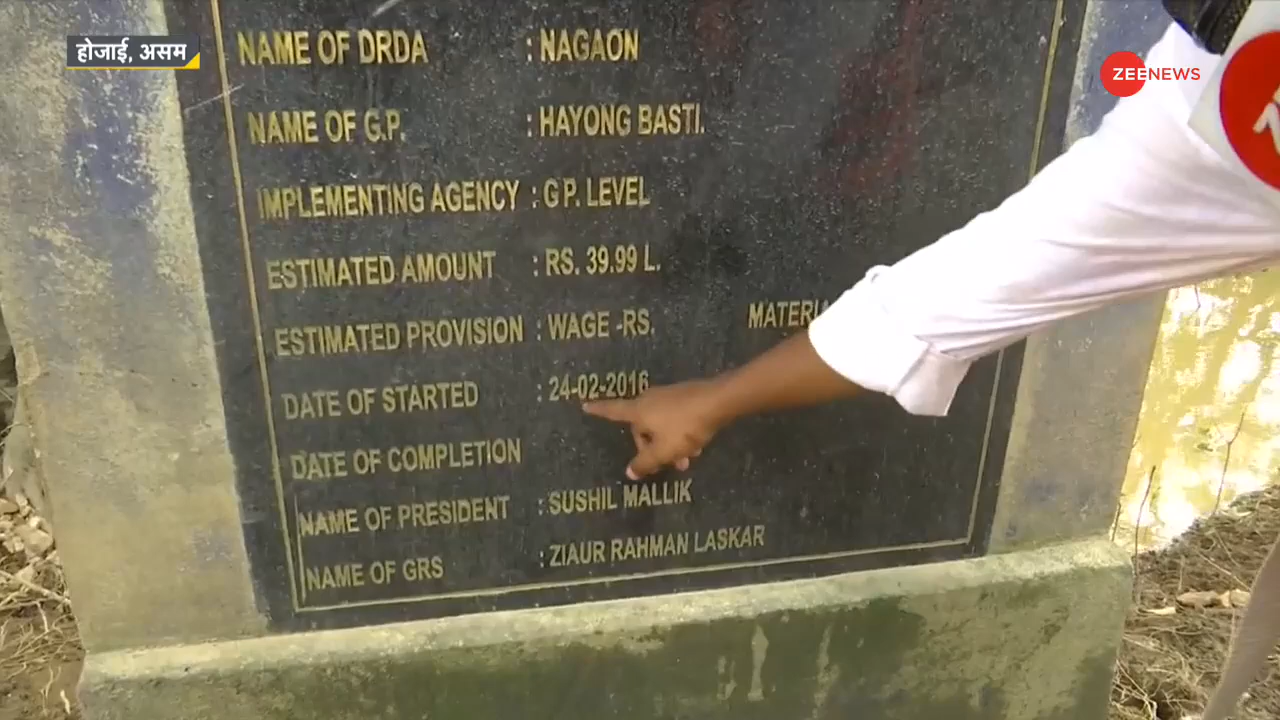 होजाई, असम
ZEENEWS
NAME OF DRDA : NAGAON
NAME OF G.P. : HAYONG BASTI.
IMPLEMENTING AGENCY : G P. LEVEL
ESTIMATED AMOUNT : RS. 39.99 L.
ESTIMATED PROVISION : WAGE -RS.
DATE OF STARTED : 24-02-2016
DATE OF COMPLETION
NAME OF PRESIDENT : SUSHIL MALLIK
NAME OF GRS : ZIAUR RAHMAN LASKAR